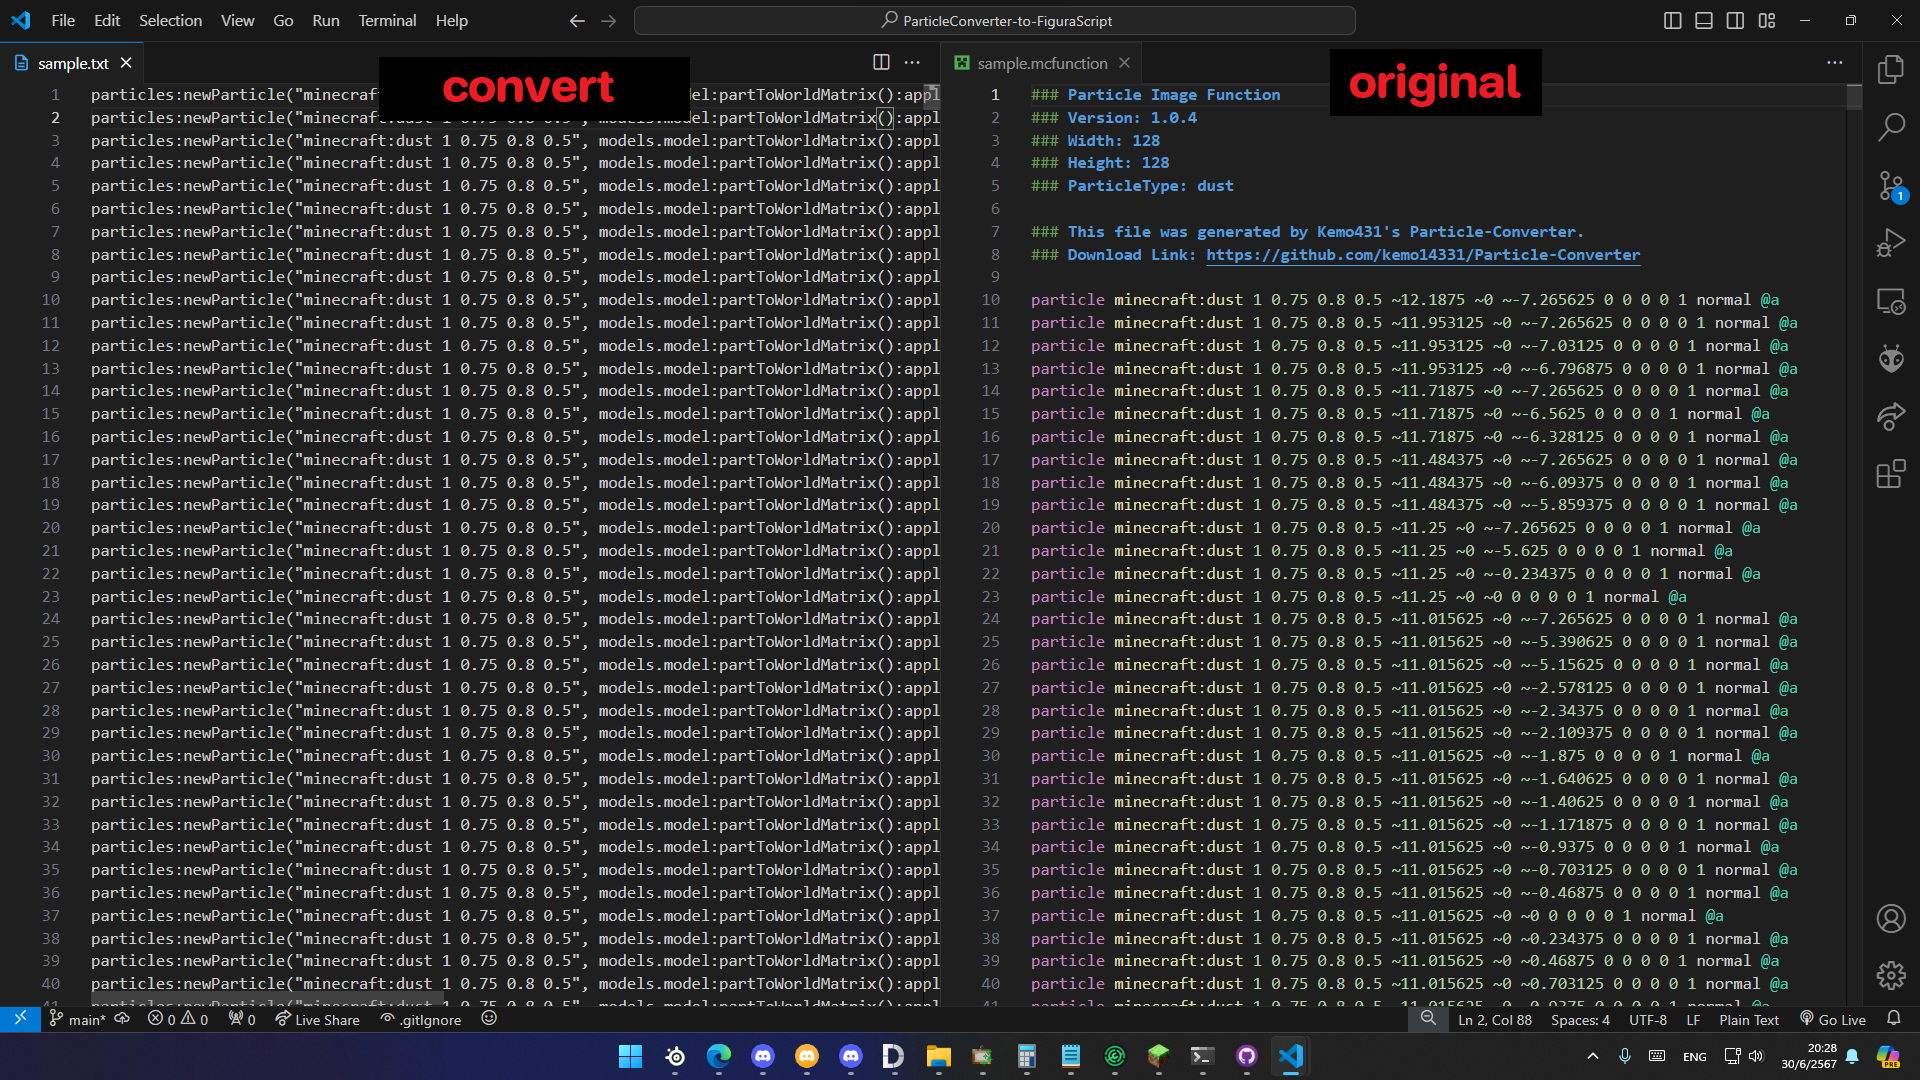 File Edit Selection View Go Run Terminal Help
ParticleConverter-to-FiguraScript
sample.txt
convert
1 particles:newParticle("minecraft model:partToWorldMatrix():appl
2 particles:newParticle("minecraft:dust 1 0.75 0.8 0.5", models.model:partToWorldMatrix():appl
3 particles:newParticle("minecraft:dust 1 0.75 0.8 0.5", models.model:partToWorldMatrix():appl
4 particles:newParticle("minecraft:dust 1 0.75 0.8 0.5", models.model:partToWorldMatrix():appl
5 particles:newParticle("minecraft:dust 1 0.75 0.8 0.5", models.model:partToWorldMatrix():appl
6 particles:newParticle("minecraft:dust 1 0.75 0.8 0.5", models.model:partToWorldMatrix():appl
7 particles:newParticle("minecraft:dust 1 0.75 0.8 0.5", models.model:partToWorldMatrix():appl
8 particles:newParticle("minecraft:dust 1 0.75 0.8 0.5", models.model:partToWorldMatrix():appl
9 particles:newParticle("minecraft:dust 1 0.75 0.8 0.5", models.model:partToWorldMatrix():appl
10 particles:newParticle("minecraft:dust 1 0.75 0.8 0.5", models.model:partToWorldMatrix():appl
11 particles:newParticle("minecraft:dust 1 0.75 0.8 0.5", models.model:partToWorldMatrix():appl
12 particles:newParticle("minecraft:dust 1 0.75 0.8 0.5", models.model:partToWorldMatrix():appl
13 particles:newParticle("minecraft:dust 1 0.75 0.8 0.5", models.model:partToWorldMatrix():appl
14 particles:newParticle("minecraft:dust 1 0.75 0.8 0.5", models.model:partToWorldMatrix():appl
15 particles:newParticle("minecraft:dust 1 0.75 0.8 0.5", models.model:partToWorldMatrix():appl
16 particles:newParticle("minecraft:dust 1 0.75 0.8 0.5", models.model:partToWorldMatrix():appl
17 particles:newParticle("minecraft:dust 1 0.75 0.8 0.5", models.model:partToWorldMatrix():appl
18 particles:newParticle("minecraft:dust 1 0.75 0.8 0.5", models.model:partToWorldMatrix():appl
19 particles:newParticle("minecraft:dust 1 0.75 0.8 0.5", models.model:partToWorldMatrix():appl
20 particles:newParticle("minecraft:dust 1 0.75 0.8 0.5", models.model:partToWorldMatrix():appl
21 particles:newParticle("minecraft:dust 1 0.75 0.8 0.5", models.model:partToWorldMatrix():appl
22 particles:newParticle("minecraft:dust 1 0.75 0.8 0.5", models.model:partToWorldMatrix():appl
23 particles:newParticle("minecraft:dust 1 0.75 0.8 0.5", models.model:partToWorldMatrix():appl
24 particles:newParticle("minecraft:dust 1 0.75 0.8 0.5", models.model:partToWorldMatrix():appl
25 particles:newParticle("minecraft:dust 1 0.75 0.8 0.5", models.model:partToWorldMatrix():appl
26 particles:newParticle("minecraft:dust 1 0.75 0.8 0.5", models.model:partToWorldMatrix():appl
27 particles:newParticle("minecraft:dust 1 0.75 0.8 0.5", models.model:partToWorldMatrix():appl
28 particles:newParticle("minecraft:dust 1 0.75 0.8 0.5", models.model:partToWorldMatrix():appl
29 particles:newParticle("minecraft:dust 1 0.75 0.8 0.5", models.model:partToWorldMatrix():appl
30 particles:newParticle("minecraft:dust 1 0.75 0.8 0.5", models.model:partToWorldMatrix():appl
31 particles:newParticle("minecraft:dust 1 0.75 0.8 0.5", models.model:partToWorldMatrix():appl
32 particles:newParticle("minecraft:dust 1 0.75 0.8 0.5", models.model:partToWorldMatrix():appl
33 particles:newParticle("minecraft:dust 1 0.75 0.8 0.5", models.model:partToWorldMatrix():appl
34 particles:newParticle("minecraft:dust 1 0.75 0.8 0.5", models.model:partToWorldMatrix():appl
35 particles:newParticle("minecraft:dust 1 0.75 0.8 0.5", models.model:partToWorldMatrix():appl
36 particles:newParticle("minecraft:dust 1 0.75 0.8 0.5", models.model:partToWorldMatrix():appl
37 particles:newParticle("minecraft:dust 1 0.75 0.8 0.5", models.model:partToWorldMatrix():appl
38 particles:newParticle("minecraft:dust 1 0.75 0.8 0.5", models.model:partToWorldMatrix():appl
39 particles:newParticle("minecraft:dust 1 0.75 0.8 0.5", models.model:partToWorldMatrix():appl
40 particles:newParticle("minecraft:dust 1 0.75 0.8 0.5", models.model:partToWorldMatrix():appl
sample.mcfunction
original
1 ### Particle Image Function
2 ### Version: 1.0.4
3 ### Width: 128
4 ### Height: 128
5 ### ParticleType: dust
6
7 ### This file was generated by Kemo431's Particle-Converter.
8 ### Download Link: https://github.com/kemo14331/Particle-Converter
9
10 particle minecraft:dust 1 0.75 0.8 0.5 ~12.1875 ~0 ~-7.265625 0 0 0 0 1 normal @a
11 particle minecraft:dust 1 0.75 0.8 0.5 ~11.953125 ~0 ~-7.265625 0 0 0 0 1 normal @a
12 particle minecraft:dust 1 0.75 0.8 0.5 ~11.953125 ~0 ~-7.03125 0 0 0 0 1 normal @a
13 particle minecraft:dust 1 0.75 0.8 0.5 ~11.953125 ~0 ~-6.796875 0 0 0 0 1 normal @a
14 particle minecraft:dust 1 0.75 0.8 0.5 ~11.71875 ~0 ~-7.265625 0 0 0 0 1 normal @a
15 particle minecraft:dust 1 0.75 0.8 0.5 ~11.71875 ~0 ~-6.5625 0 0 0 0 1 normal @a
16 particle minecraft:dust 1 0.75 0.8 0.5 ~11.71875 ~0 ~-6.328125 0 0 0 0 1 normal @a
17 particle minecraft:dust 1 0.75 0.8 0.5 ~11.484375 ~0 ~-7.265625 0 0 0 0 1 normal @a
18 particle minecraft:dust 1 0.75 0.8 0.5 ~11.484375 ~0 ~-6.09375 0 0 0 0 1 normal @a
19 particle minecraft:dust 1 0.75 0.8 0.5 ~11.484375 ~0 ~-5.859375 0 0 0 0 1 normal @a
20 particle minecraft:dust 1 0.75 0.8 0.5 ~11.25 ~0 ~-7.265625 0 0 0 0 1 normal @a
21 particle minecraft:dust 1 0.75 0.8 0.5 ~11.25 ~0 ~-5.625 0 0 0 0 1 normal @a
22 particle minecraft:dust 1 0.75 0.8 0.5 ~11.25 ~0 ~-0.234375 0 0 0 0 1 normal @a
23 particle minecraft:dust 1 0.75 0.8 0.5 ~11.25 ~0 ~0 0 0 0 0 1 normal @a
24 particle minecraft:dust 1 0.75 0.8 0.5 ~11.015625 ~0 ~-7.265625 0 0 0 0 1 normal @a
25 particle minecraft:dust 1 0.75 0.8 0.5 ~11.015625 ~0 ~-5.390625 0 0 0 0 1 normal @a
26 particle minecraft:dust 1 0.75 0.8 0.5 ~11.015625 ~0 ~-5.15625 0 0 0 0 1 normal @a
27 particle minecraft:dust 1 0.75 0.8 0.5 ~11.015625 ~0 ~-2.578125 0 0 0 0 1 normal @a
28 particle minecraft:dust 1 0.75 0.8 0.5 ~11.015625 ~0 ~-2.34375 0 0 0 0 1 normal @a
29 particle minecraft:dust 1 0.75 0.8 0.5 ~11.015625 ~0 ~-2.109375 0 0 0 0 1 normal @a
30 particle minecraft:dust 1 0.75 0.8 0.5 ~11.015625 ~0 ~-1.875 0 0 0 0 1 normal @a
31 particle minecraft:dust 1 0.75 0.8 0.5 ~11.015625 ~0 ~-1.640625 0 0 0 0 1 normal @a
32 particle minecraft:dust 1 0.75 0.8 0.5 ~11.015625 ~0 ~-1.40625 0 0 0 0 1 normal @a
33 particle minecraft:dust 1 0.75 0.8 0.5 ~11.015625 ~0 ~-1.171875 0 0 0 0 1 normal @a
34 particle minecraft:dust 1 0.75 0.8 0.5 ~11.015625 ~0 ~-0.9375 0 0 0 0 1 normal @a
35 particle minecraft:dust 1 0.75 0.8 0.5 ~11.015625 ~0 ~-0.703125 0 0 0 0 1 normal @a
36 particle minecraft:dust 1 0.75 0.8 0.5 ~11.015625 ~0 ~-0.46875 0 0 0 0 1 normal @a
37 particle minecraft:dust 1 0.75 0.8 0.5 ~11.015625 ~0 ~0 0 0 0 0 1 normal @a
38 particle minecraft:dust 1 0.75 0.8 0.5 ~11.015625 ~0 ~0.234375 0 0 0 0 1 normal @a
39 particle minecraft:dust 1 0.75 0.8 0.5 ~11.015625 ~0 ~0.46875 0 0 0 0 1 normal @a
40 particle minecraft:dust 1 0.75 0.8 0.5 ~11.015625 ~0 ~0.703125 0 0 0 0 1 normal @a
1
main* 0 0 0 Live Share .gitIgnore
Ln 2, Col 88 Spaces: 4 UTF-8 LF Plain Text Go Live
ENG
20:28
30/6/2567
PRE